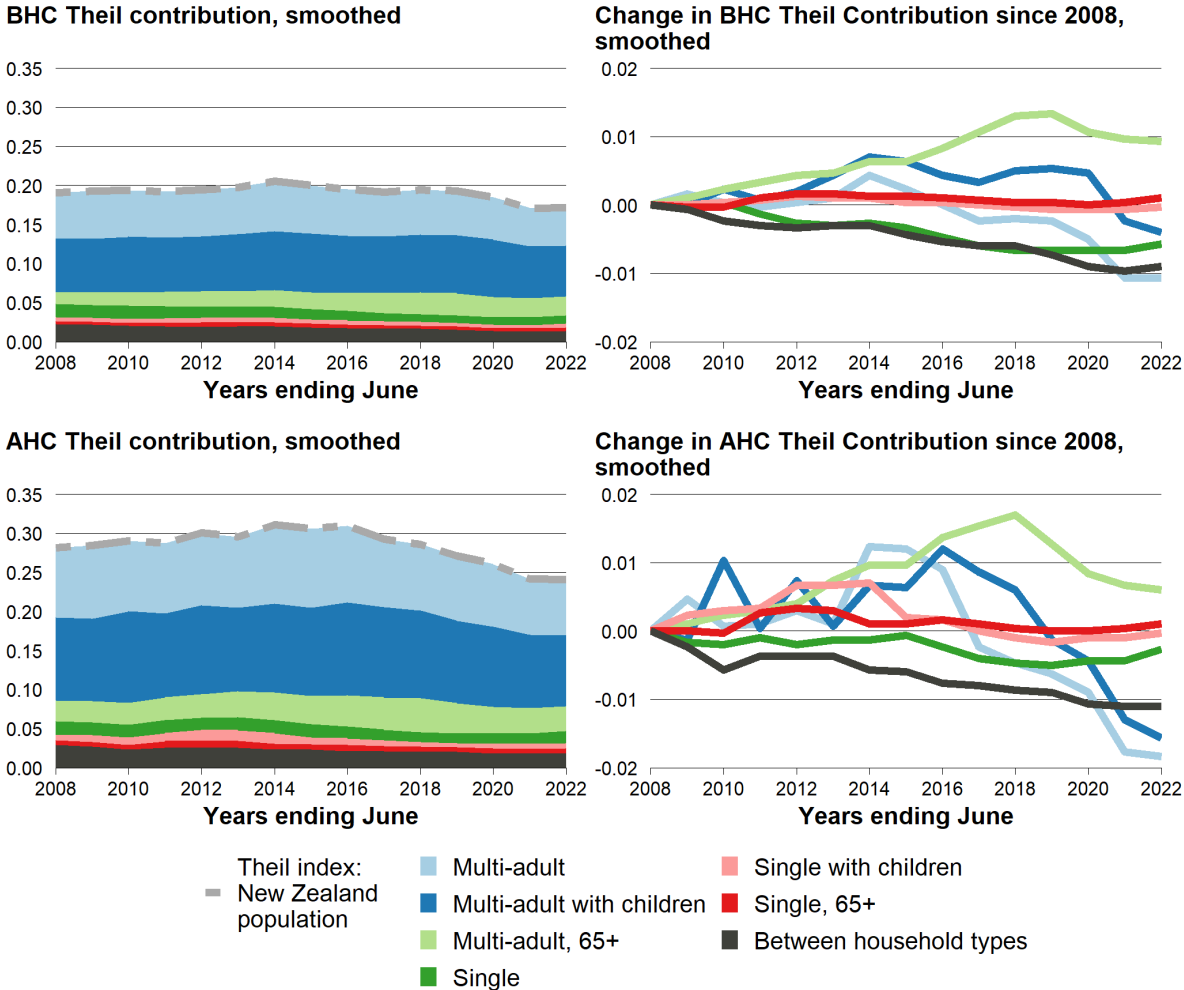 BHC Theil contribution, smoothed
0.35
0.30
0.25
0.20
0.15
0.10
0.05
0.00
2008 2010 2012 2014 2016 2018 2020 2022
Years ending June
Change in BHC Theil Contribution since 2008,
smoothed
0.02
0.01
0.00
-0.01
-0.02
2008 2010 2012 2014 2016 2018 2020 2022
Years ending June
AHC Theil contribution, smoothed
0.35
0.30
0.25
0.20
0.15
0.10
0.05
0.00
2008 2010 2012 2014 2016 2018 2020 2022
Years ending June
Change in AHC Theil Contribution since 2008,
smoothed
0.02
0.01
0.00
-0.01
-0.02
2008 2010 2012 2014 2016 2018 2020 2022
Years ending June
Theil index:
New Zealand
population
Multi-adult
Multi-adult with children
Multi-adult, 65+
Single
Single with children
Single, 65+
Between household types